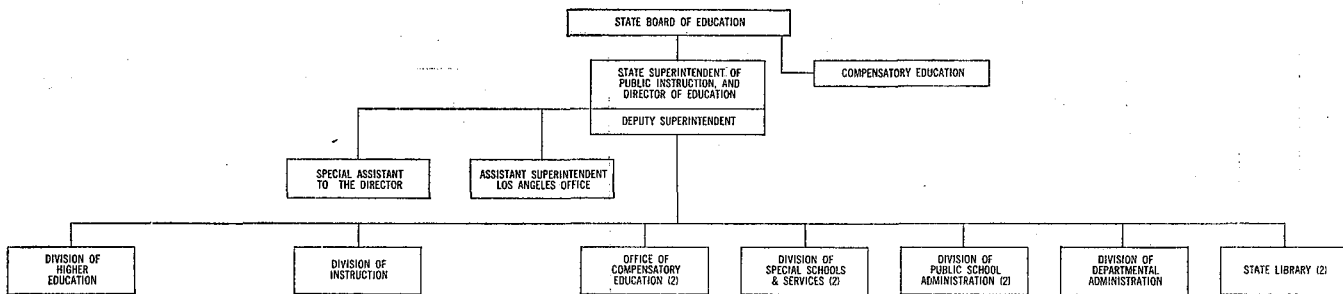 STATE BOARD OF EDUCATION
STATE SUPERINTENDENT OF
PUBLIC INSTRUCTION, AND
DIRECTOR OF EDUCATION
DEPUTY SUPERINTENDENT
COMPENSATORY EDUCATION
SPECIAL ASSISTANT
TO THE DIRECTOR
ASSISTANT SUPERINTENDENT
LOS ANGELES OFFICE
DIVISION OF
HIGHER
EDUCATION
DIVISION OF
INSTRUCTION
OFFICE OF
COMPENSATORY
EDUCATION (2)
DIVISION OF
SPECIAL SCHOOLS
& SERVICES (2)
DIVISION OF
PUBLIC SCHOOL
ADMINISTRATION (2)
DIVISION OF
DEPARTMENTAL
ADMINISTRATION
STATE LIBRARY (2)